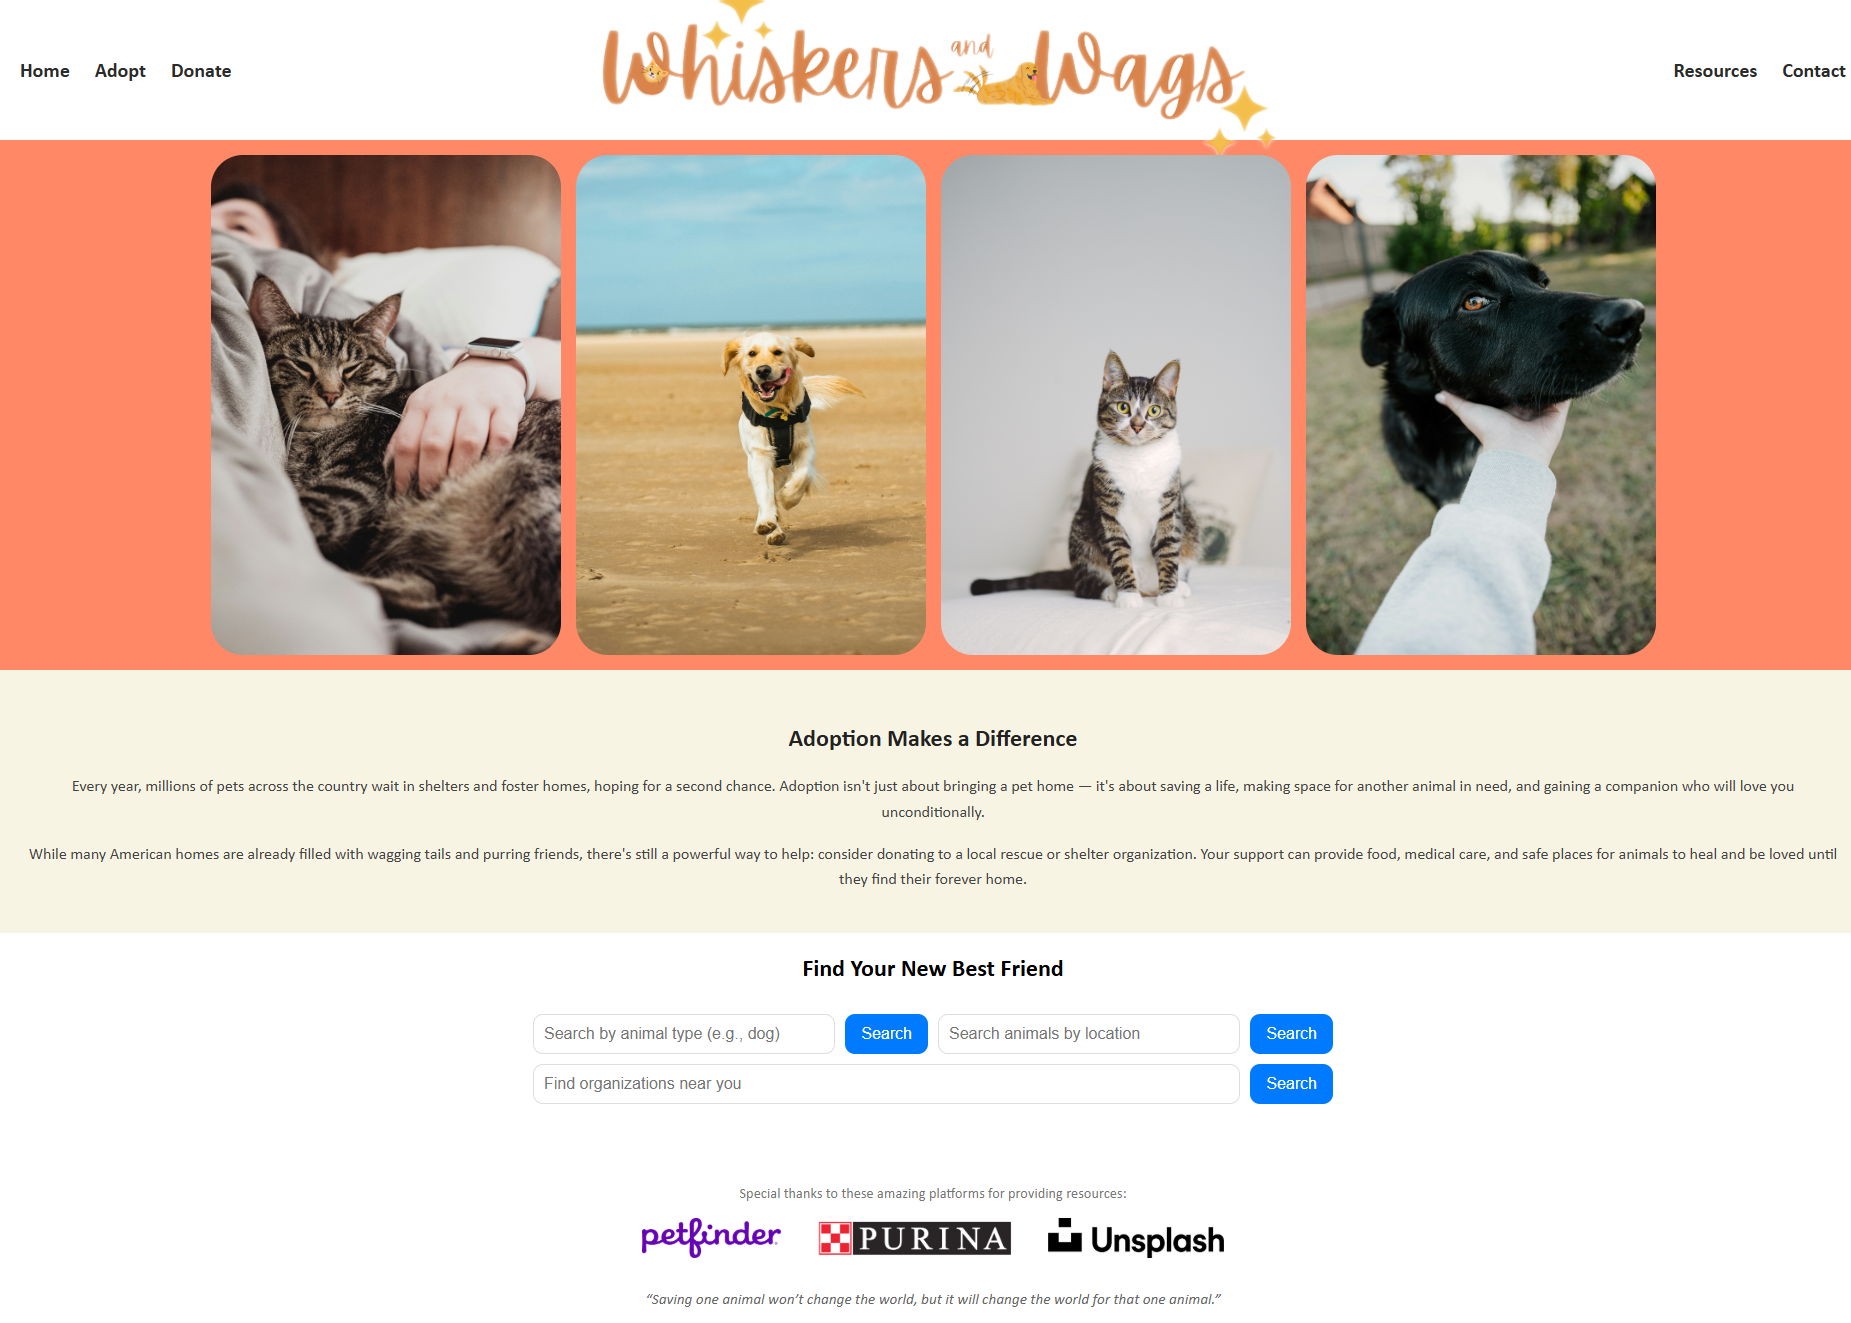 Home Adopt Donate
Whiskers and Wags
Resources Contact
Adoption Makes a Difference
Every year, millions of pets across the country wait in shelters and foster homes, hoping for a second chance. Adoption isn't just about bringing a pet home — it's about saving a life, making space for another animal in need, and gaining a companion who will love you
unconditionally.
While many American homes are already filled with wagging tails and purring friends, there's still a powerful way to help: consider donating to a local rescue or shelter organization. Your support can provide food, medical care, and safe places for animals to heal and be loved until
they find their forever home.
Find Your New Best Friend
Search by animal type (e.g., dog) Search Search animals by location Search
Find organizations near you Search
Special thanks to these amazing platforms for providing resources:
petfinder PURINA Unsplash
“Saving one animal won’t change the world, but it will change the world for that one animal.”